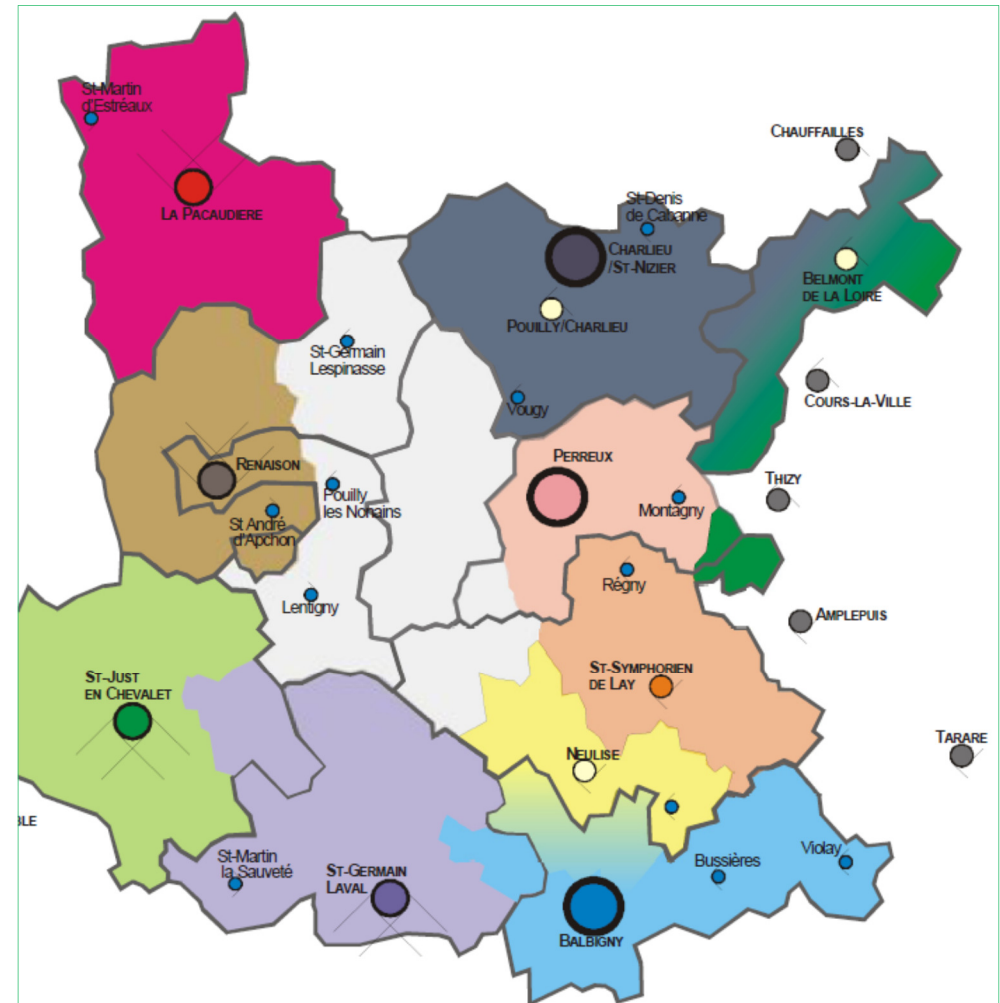 St-Martin
d'Estréaux
CHAUFFAILLES
LA PACAUDIERE
St-Denis
de Cabanne
CHARLIEU
/ST-NIZIER
BELMONT
DE LA LOIRE
POUILLY/CHARLIEU
St-Germain
Lespinasse
COURS-LA-VILLE
Vougy
PERREUX
RENAISON
THIZY
Pouilly
les Nonains
Montagny
St André
d'Apchon
Régny
Lentigny
AMPLEPUIS
ST-SYMPHORIEN
DE LAY
ST-JUST
EN CHEVALET
TARARE
NEULISE
BLE
St-Martin
la Sauveté
Bussières
Violay
ST-GERMAIN
LAVAL
BALBIGNY